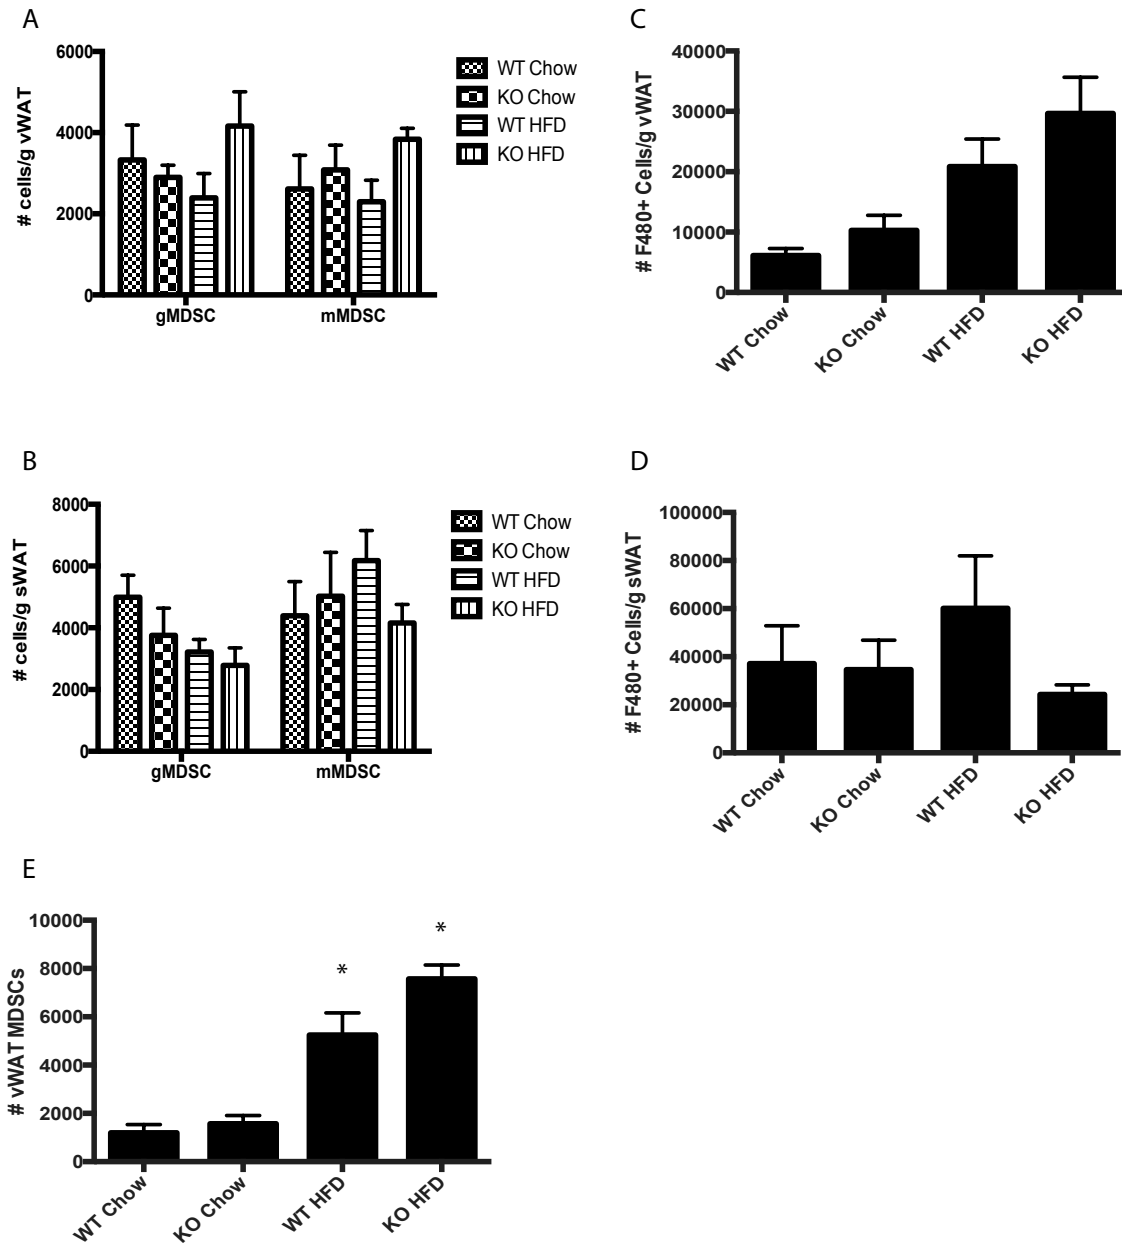 A
# cells/g vWAT
6000
4000
2000
0
gMDSC
mMDSC
WT Chow
KO Chow
WT HFD
KO HFD
C
# F480+ Cells/g vWAT
40000
30000
20000
10000
0
WT Chow
KO Chow
WT HFD
KO HFD
B
# cells/g sWAT
8000
6000
4000
2000
0
gMDSC
mMDSC
WT Chow
KO Chow
WT HFD
KO HFD
D
# F480+ Cells/g sWAT
100000
80000
60000
40000
20000
0
WT Chow
KO Chow
WT HFD
KO HFD
E
# vWAT MDSCs
10000
8000
6000
4000
2000
0
*
*
WT Chow
KO Chow
WT HFD
KO HFD